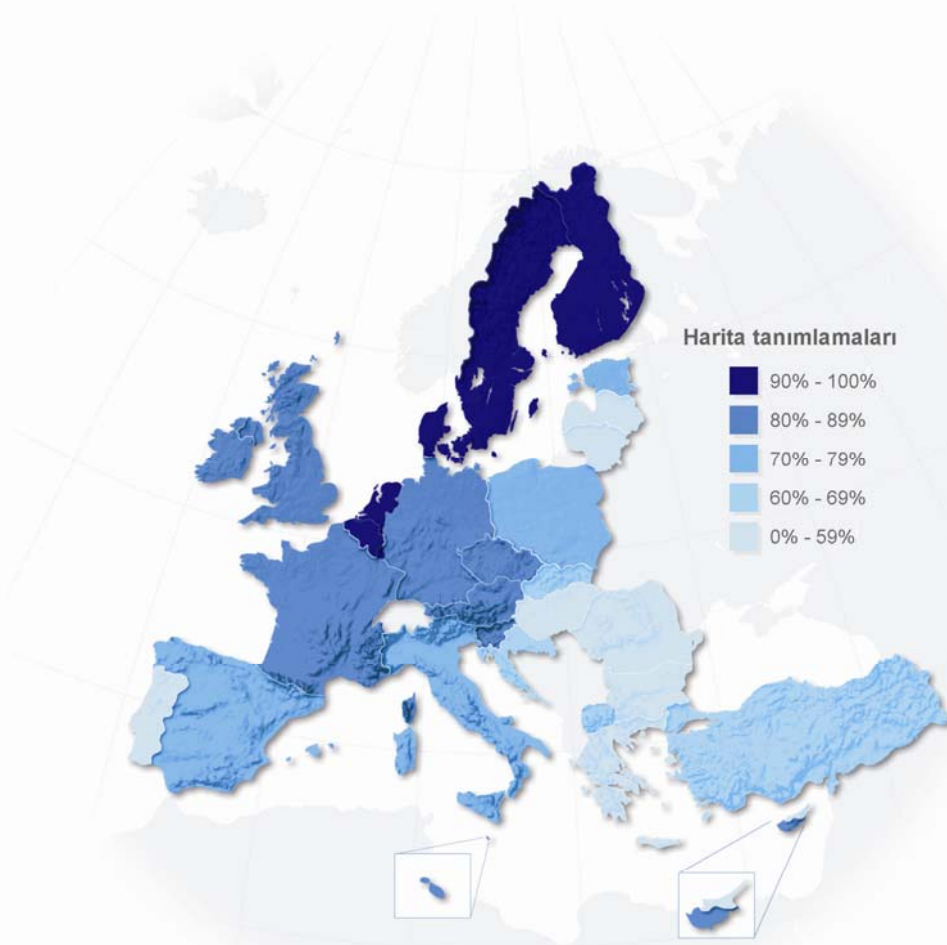 Harita tanımlamaları
90% - 100%
80% - 89%
70% - 79%
60% - 69%
0% - 59%